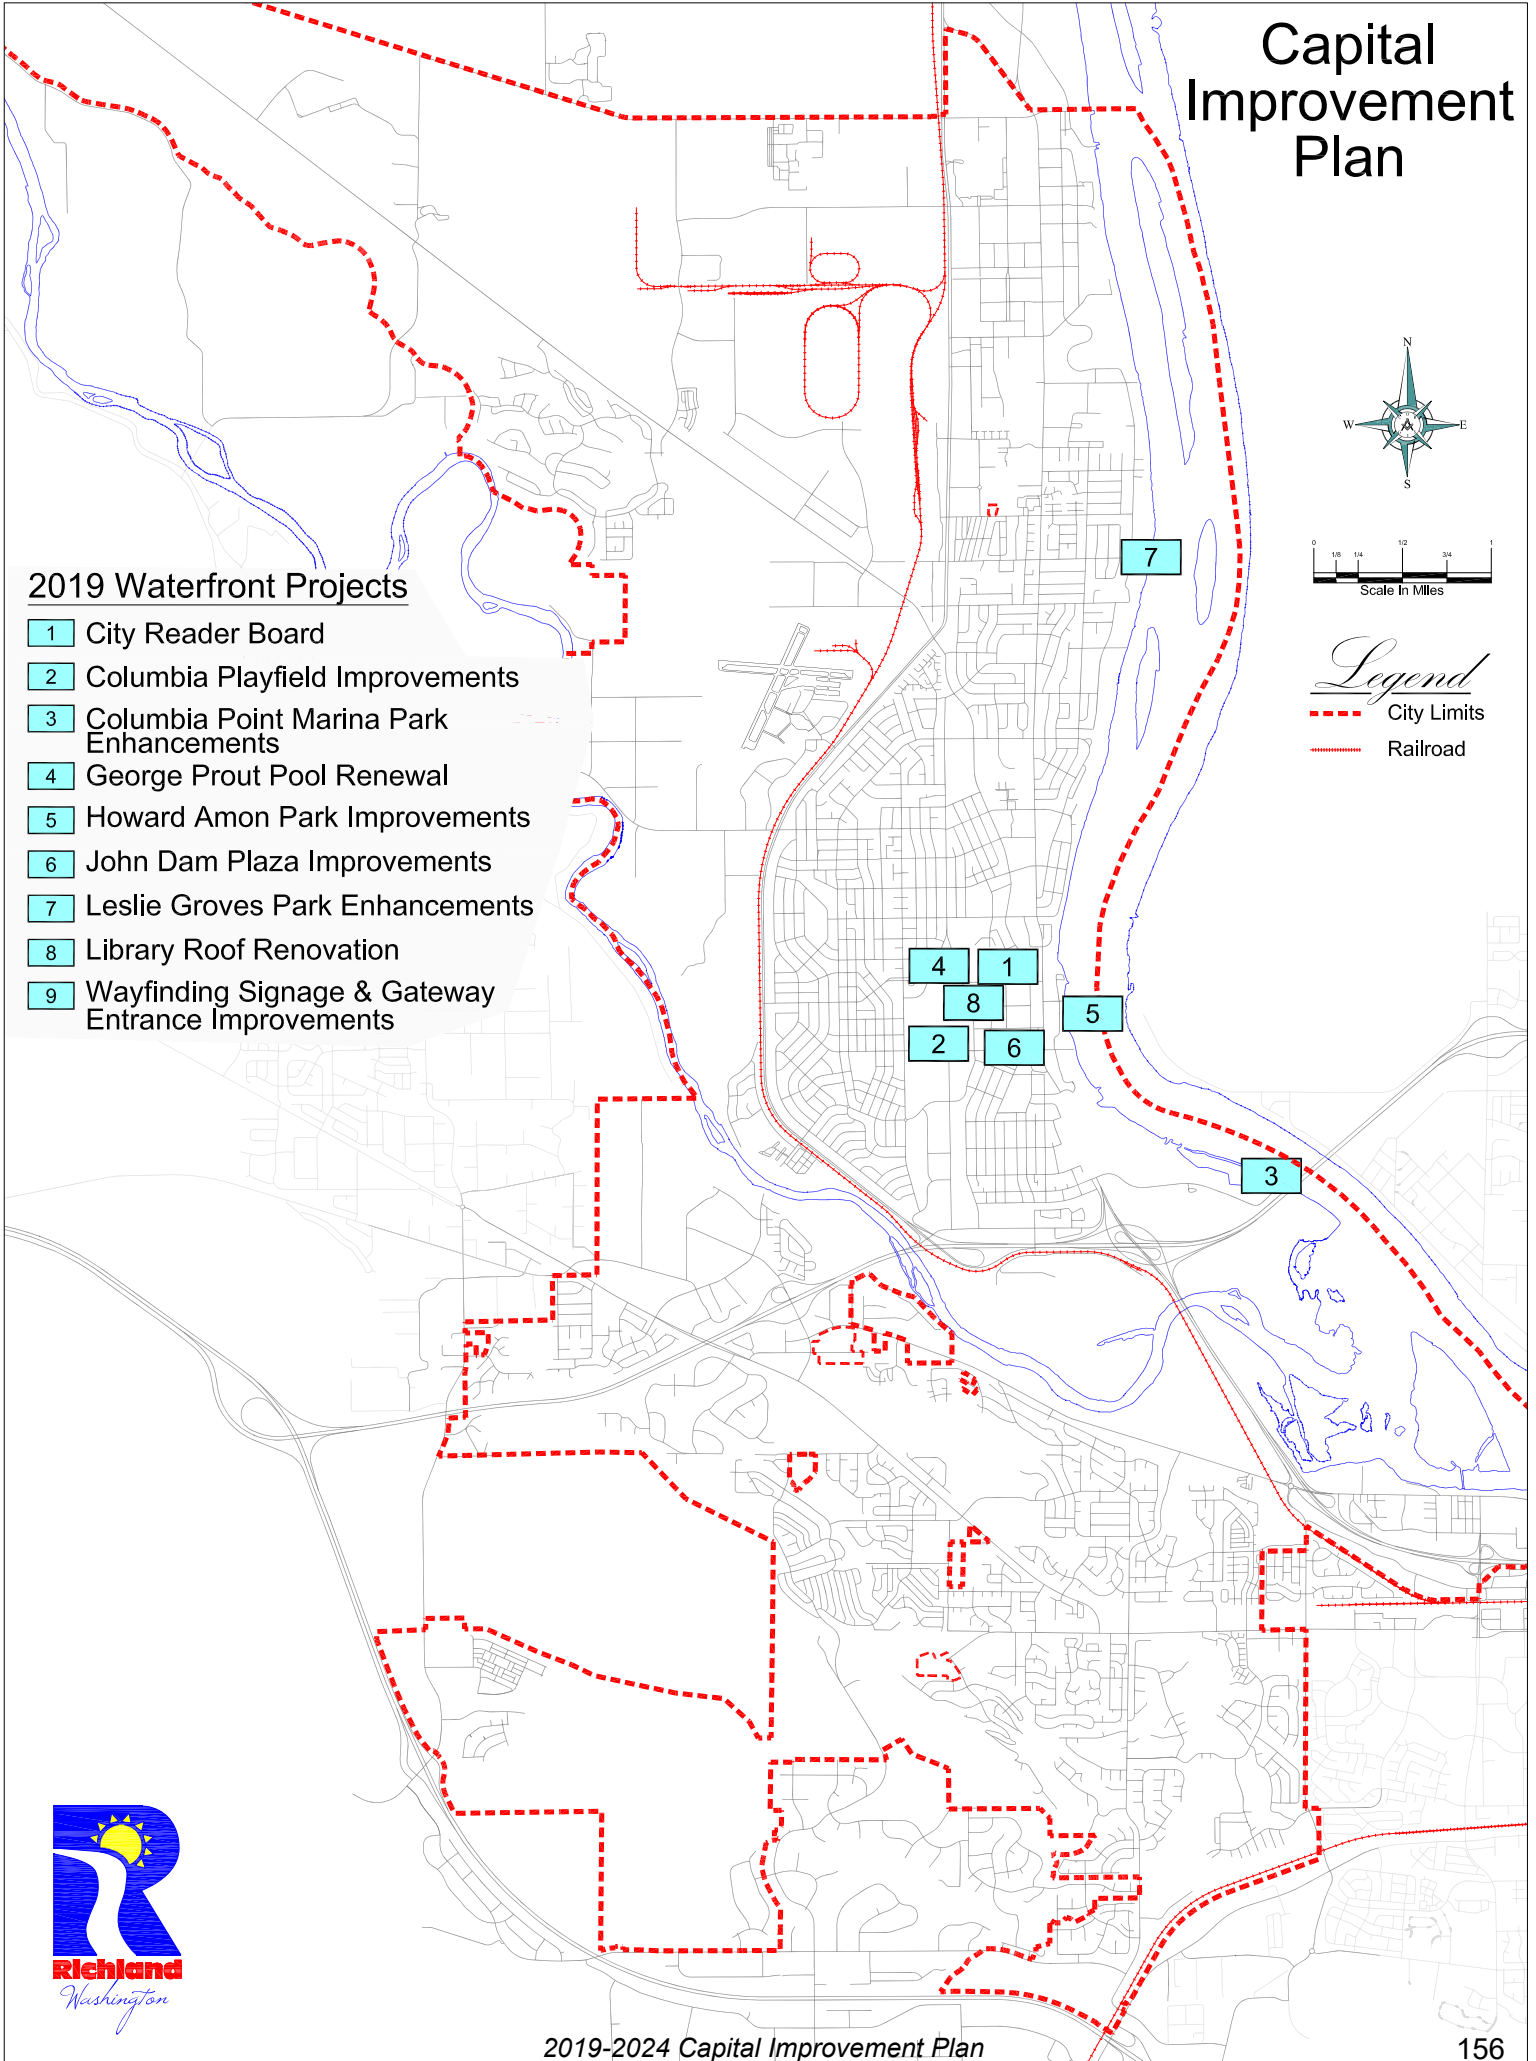 Capital
Improvement
Plan
N
W
E
S
0
1/8
1/4
1/2
3/4
1
Scale In Miles
Legend
City Limits
Railroad
2019 Waterfront Projects
1 City Reader Board
2 Columbia Playfield Improvements
3 Columbia Point Marina Park
Enhancements
4 George Prout Pool Renewal
5 Howard Amon Park Improvements
6 John Dam Plaza Improvements
7 Leslie Groves Park Enhancements
8 Library Roof Renovation
9 Wayfinding Signage & Gateway
Entrance Improvements
7
4
1
8
5
2
6
3
Richland
Washington
2019-2024 Capital Improvement Plan
156